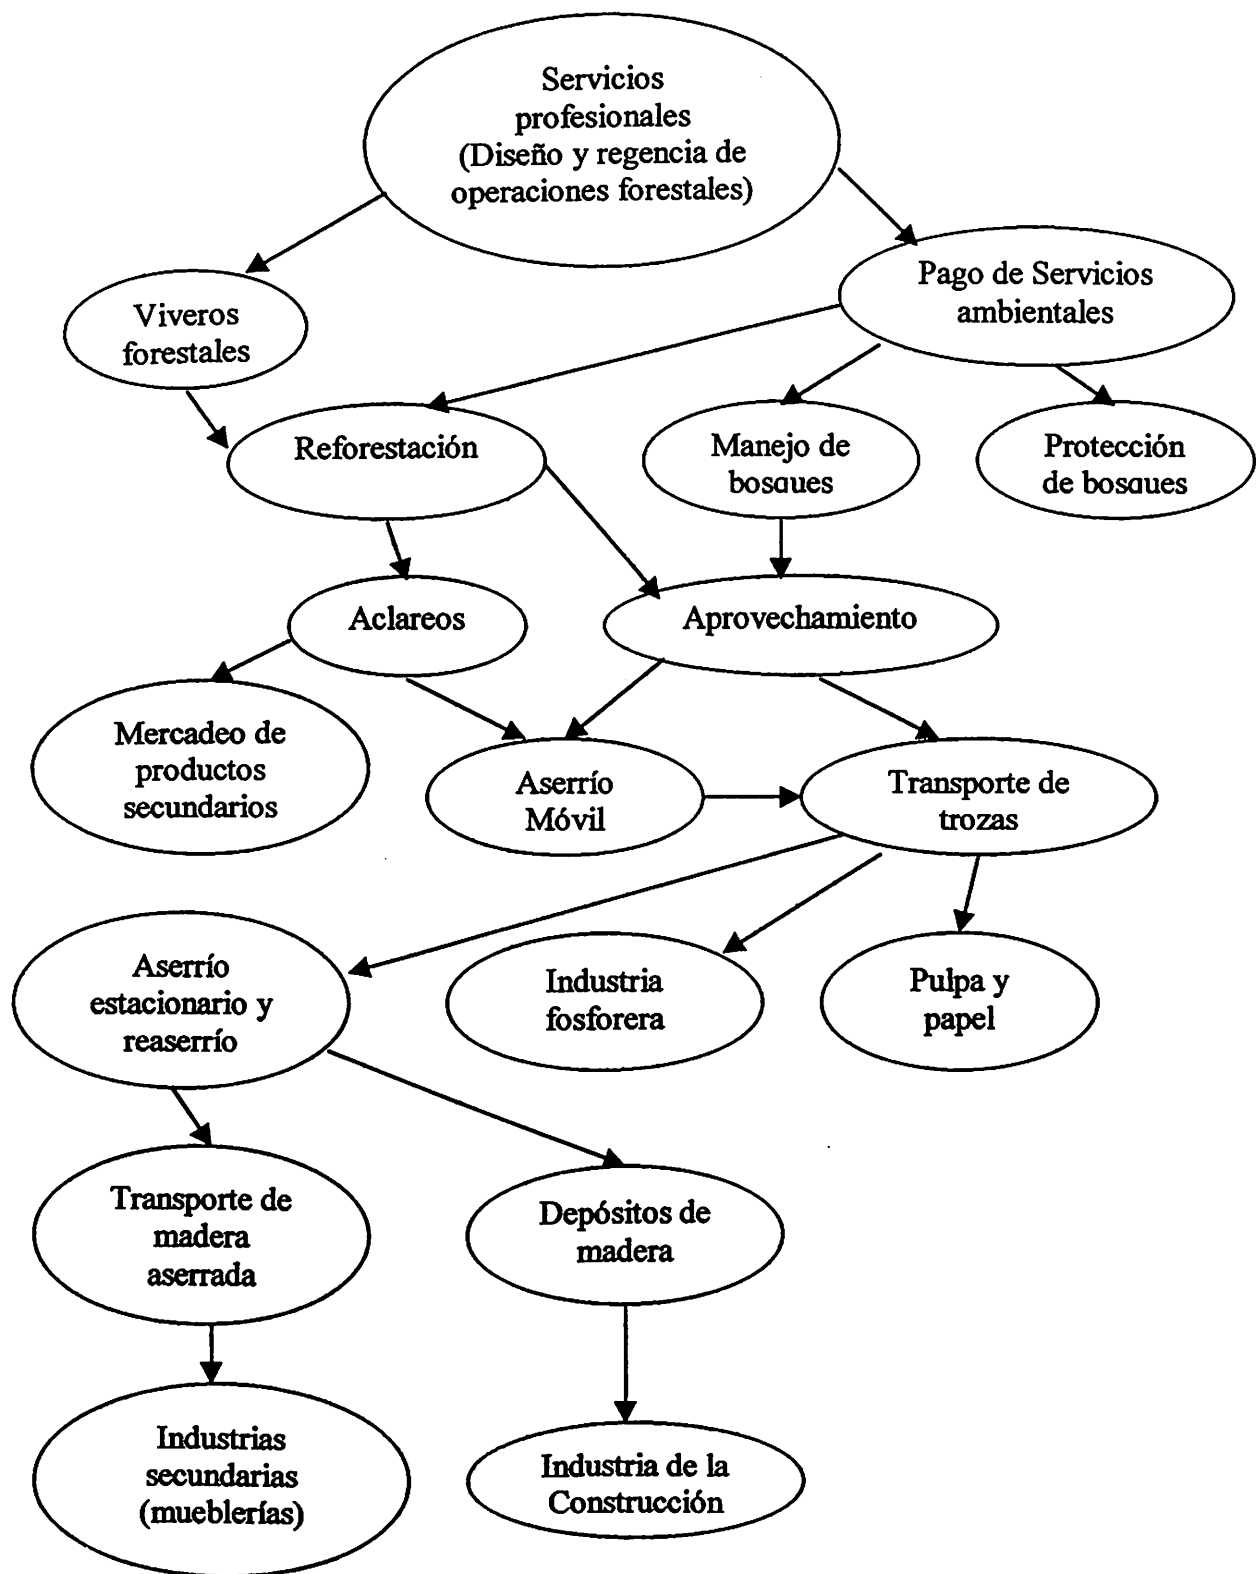 Servicios
profesionales
(Diseño y regencia de
operaciones forestales)
Pago de Servicios
ambientales
Viveros
forestales
Reforestación
Manejo de
bosques
Protección
de bosques
Aclareos
Aprovechamiento
Mercadeo de
productos
secundarios
Aserrío
Móvil
Transporte de
trozas
Aserrío
estacionario y
reaserrío
Industria
fosforera
Pulpa y
papel
Transporte de
madera
aserrada
Depósitos de
madera
Industrias
secundarias
(mueblerías)
Industria de la
Construcción